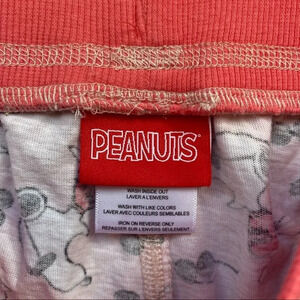 PEANUTS
WASH INSIDE OUT
LAVER A L'ENVERS
WASH WITH LIKE COLORS
LAVER AVEC COULEURS SEMBLABLES
IRON ON REVERSE ONLY
REPASSER SUR L'ENVERS SEULEMENT